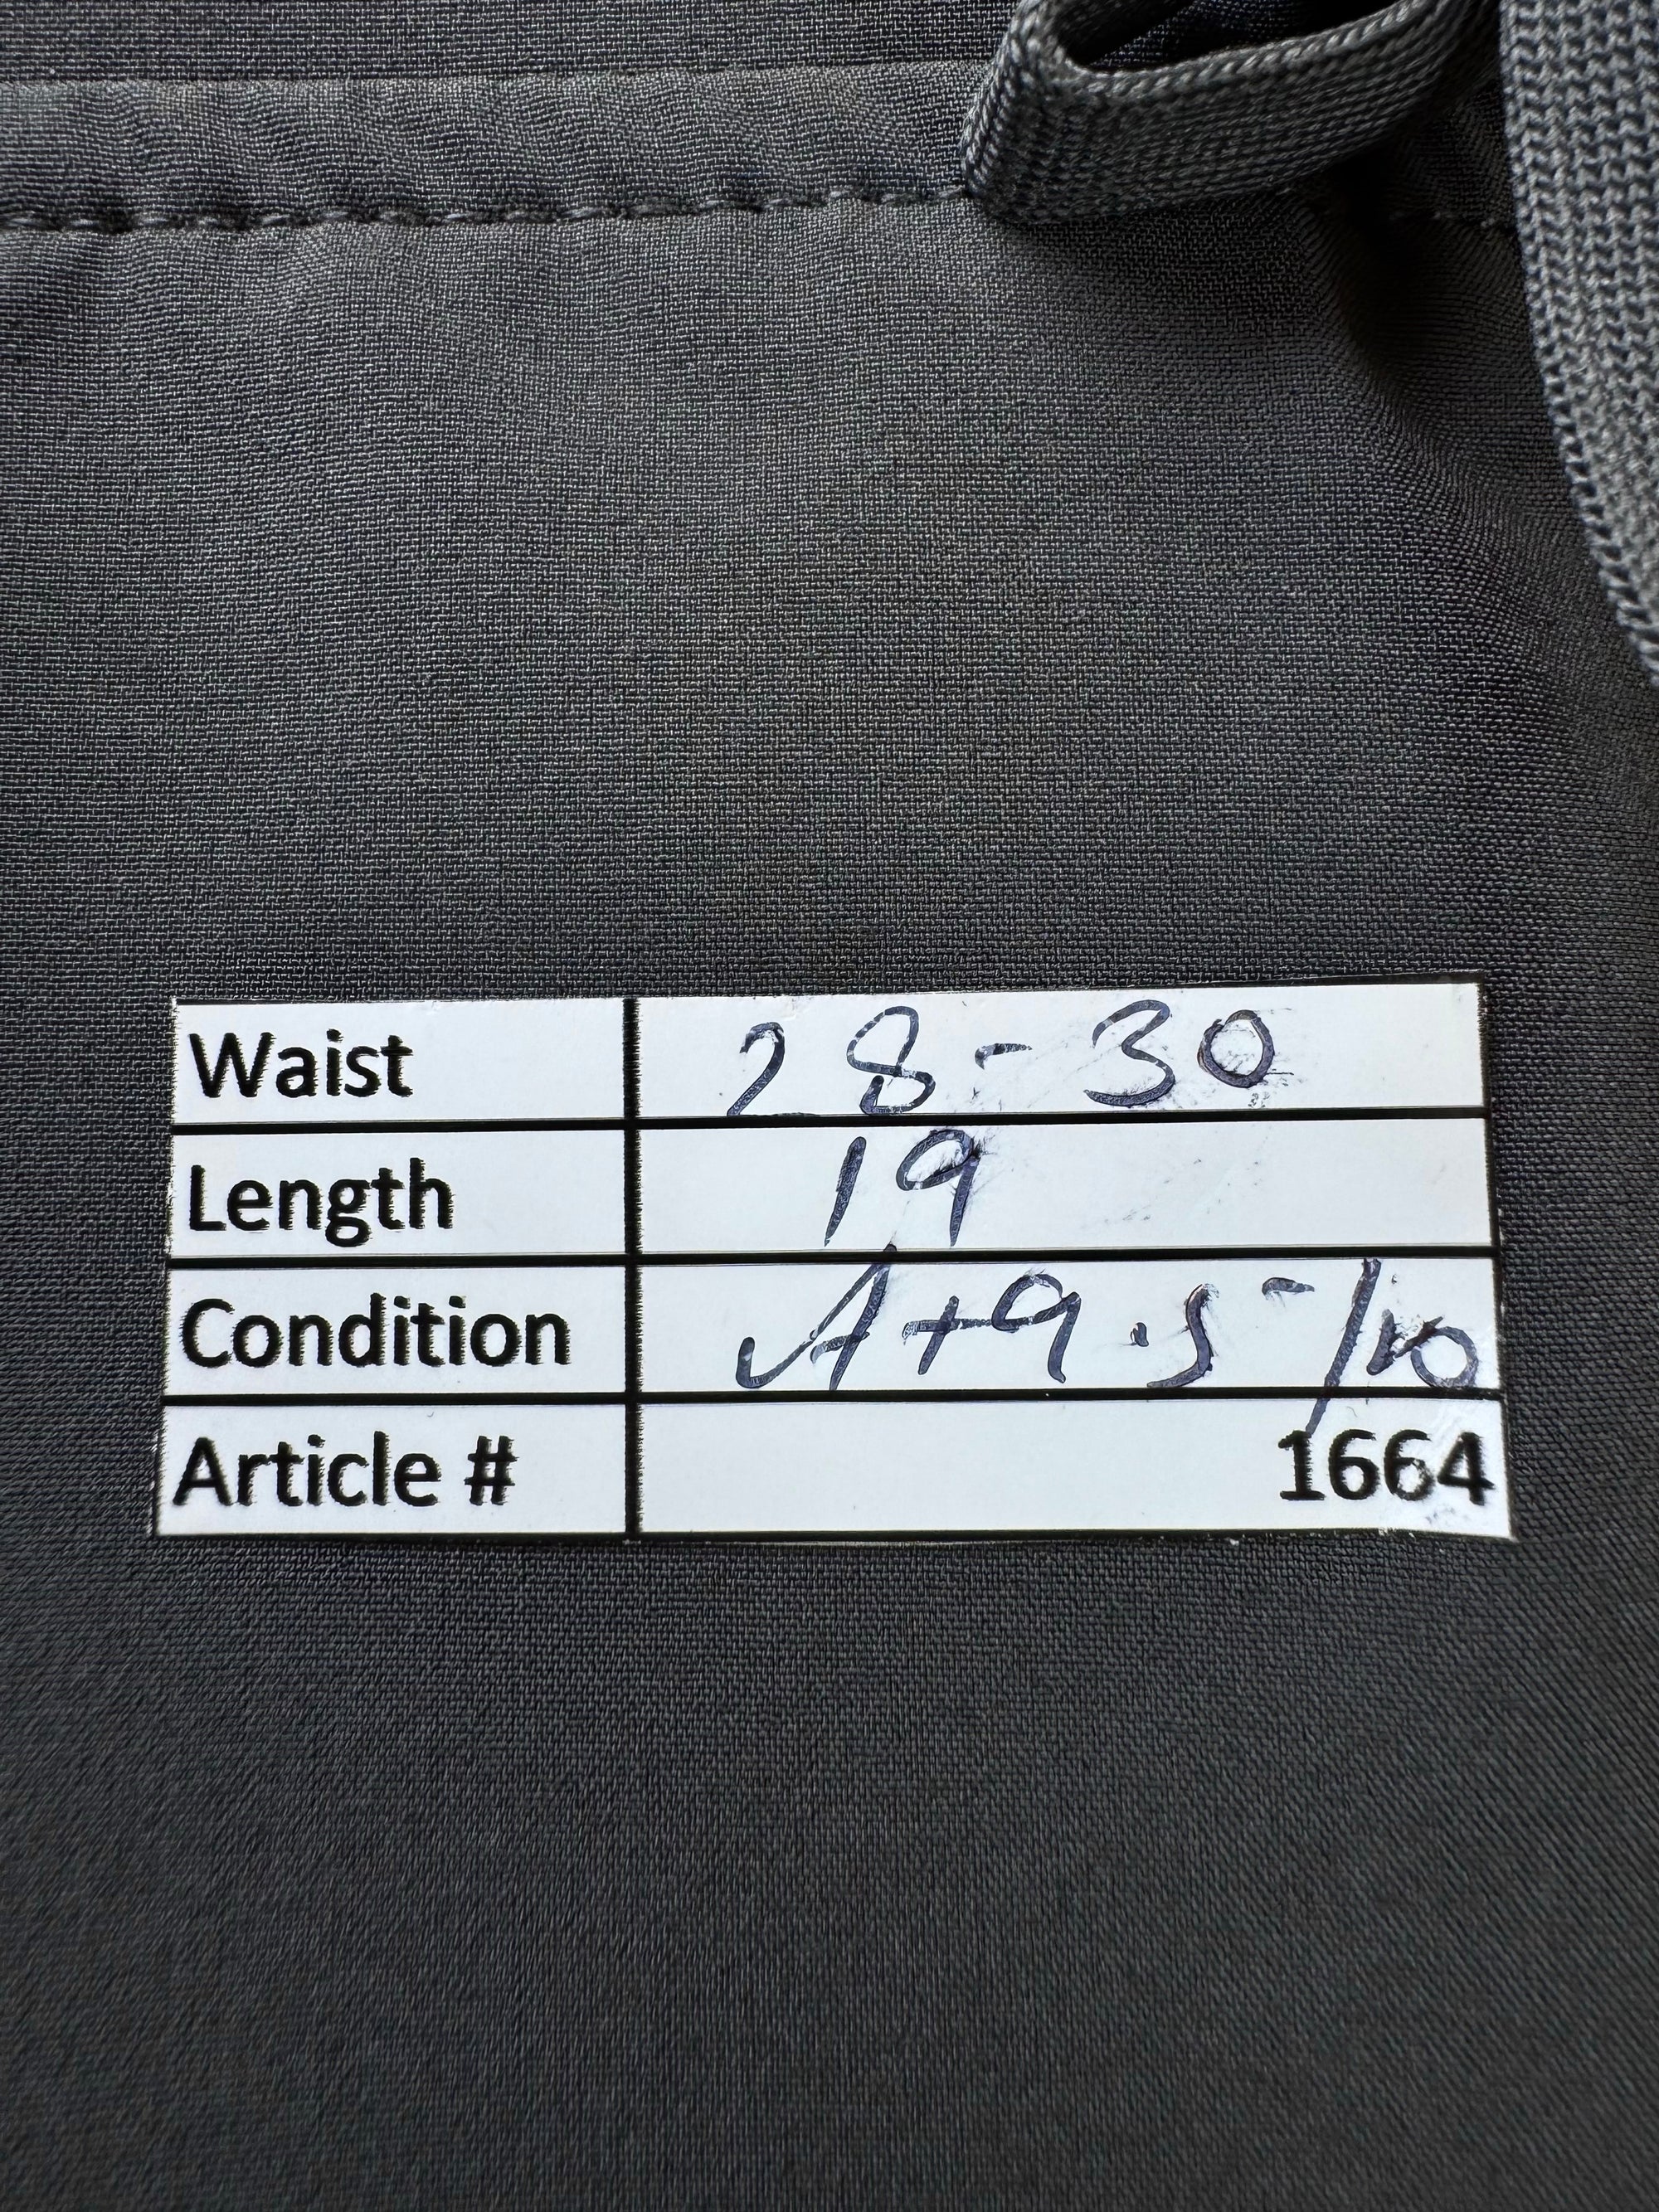 Waist 28-30
Length 19
Condition A+9.5/10
Article # 1664